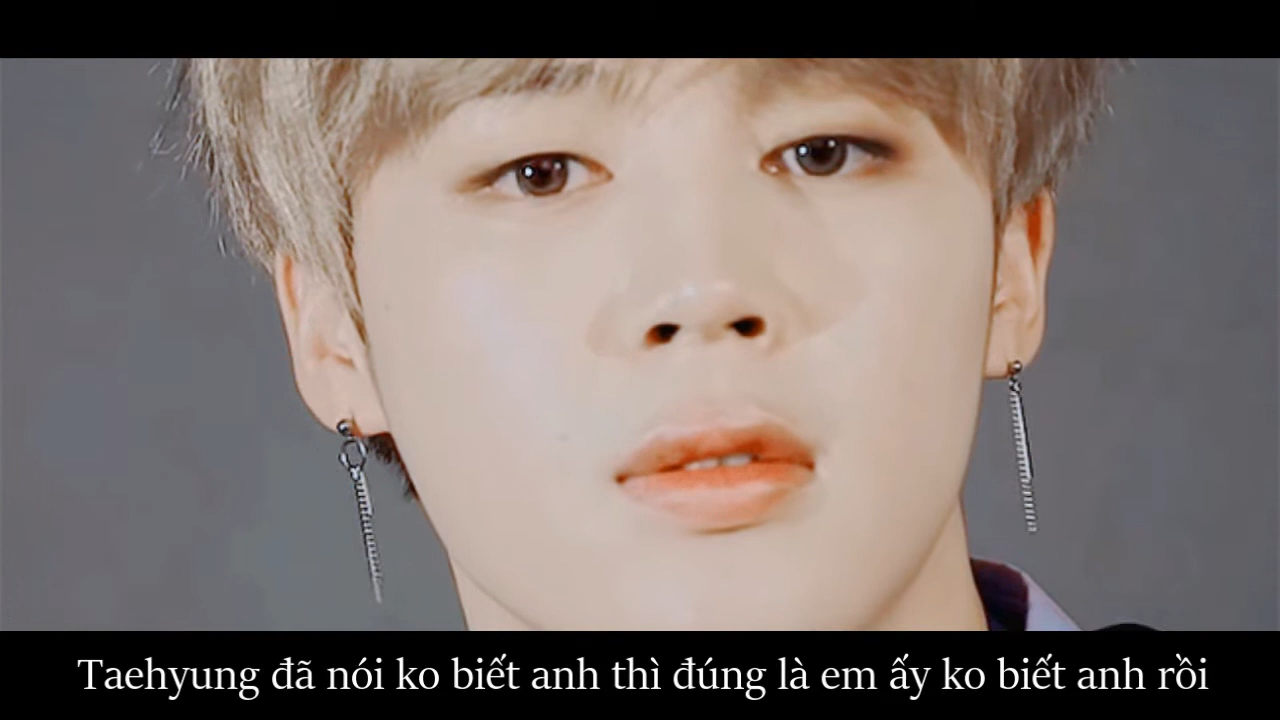 Taehyung đã nói ko biết anh thì đúng là em ấy ko biết anh rồi